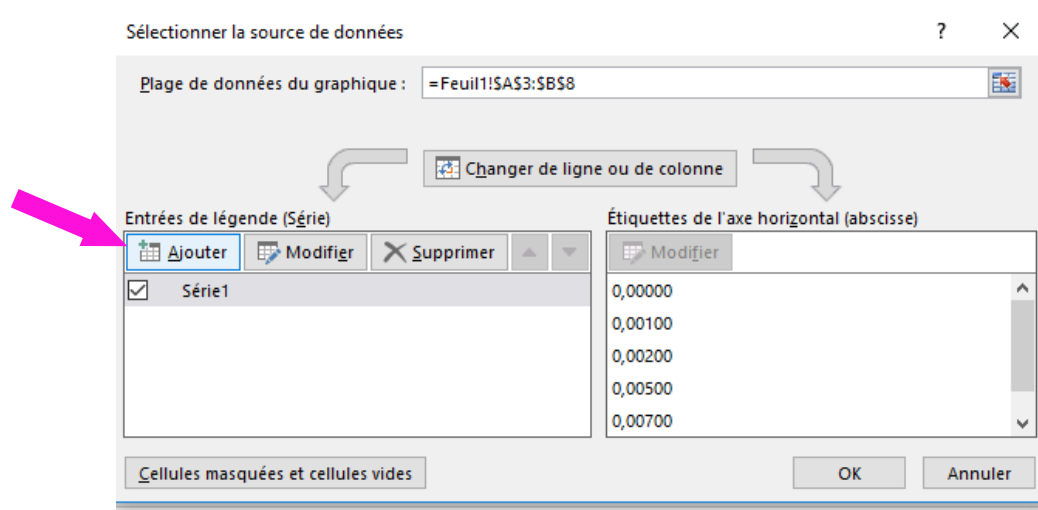 Sélectionner la source de données ?
Plage de données du graphique : =Feuil1!$A$3:$B$8
Changer de ligne ou de colonne
Entrées de légende (Série)
Ajouter Modifier Supprimer
Série1
Étiquettes de l'axe horizontal (abscisse)
Modifier
0,00000
0,00100
0,00200
0,00500
0,00700
Cellules masquées et cellules vides
OK Annuler